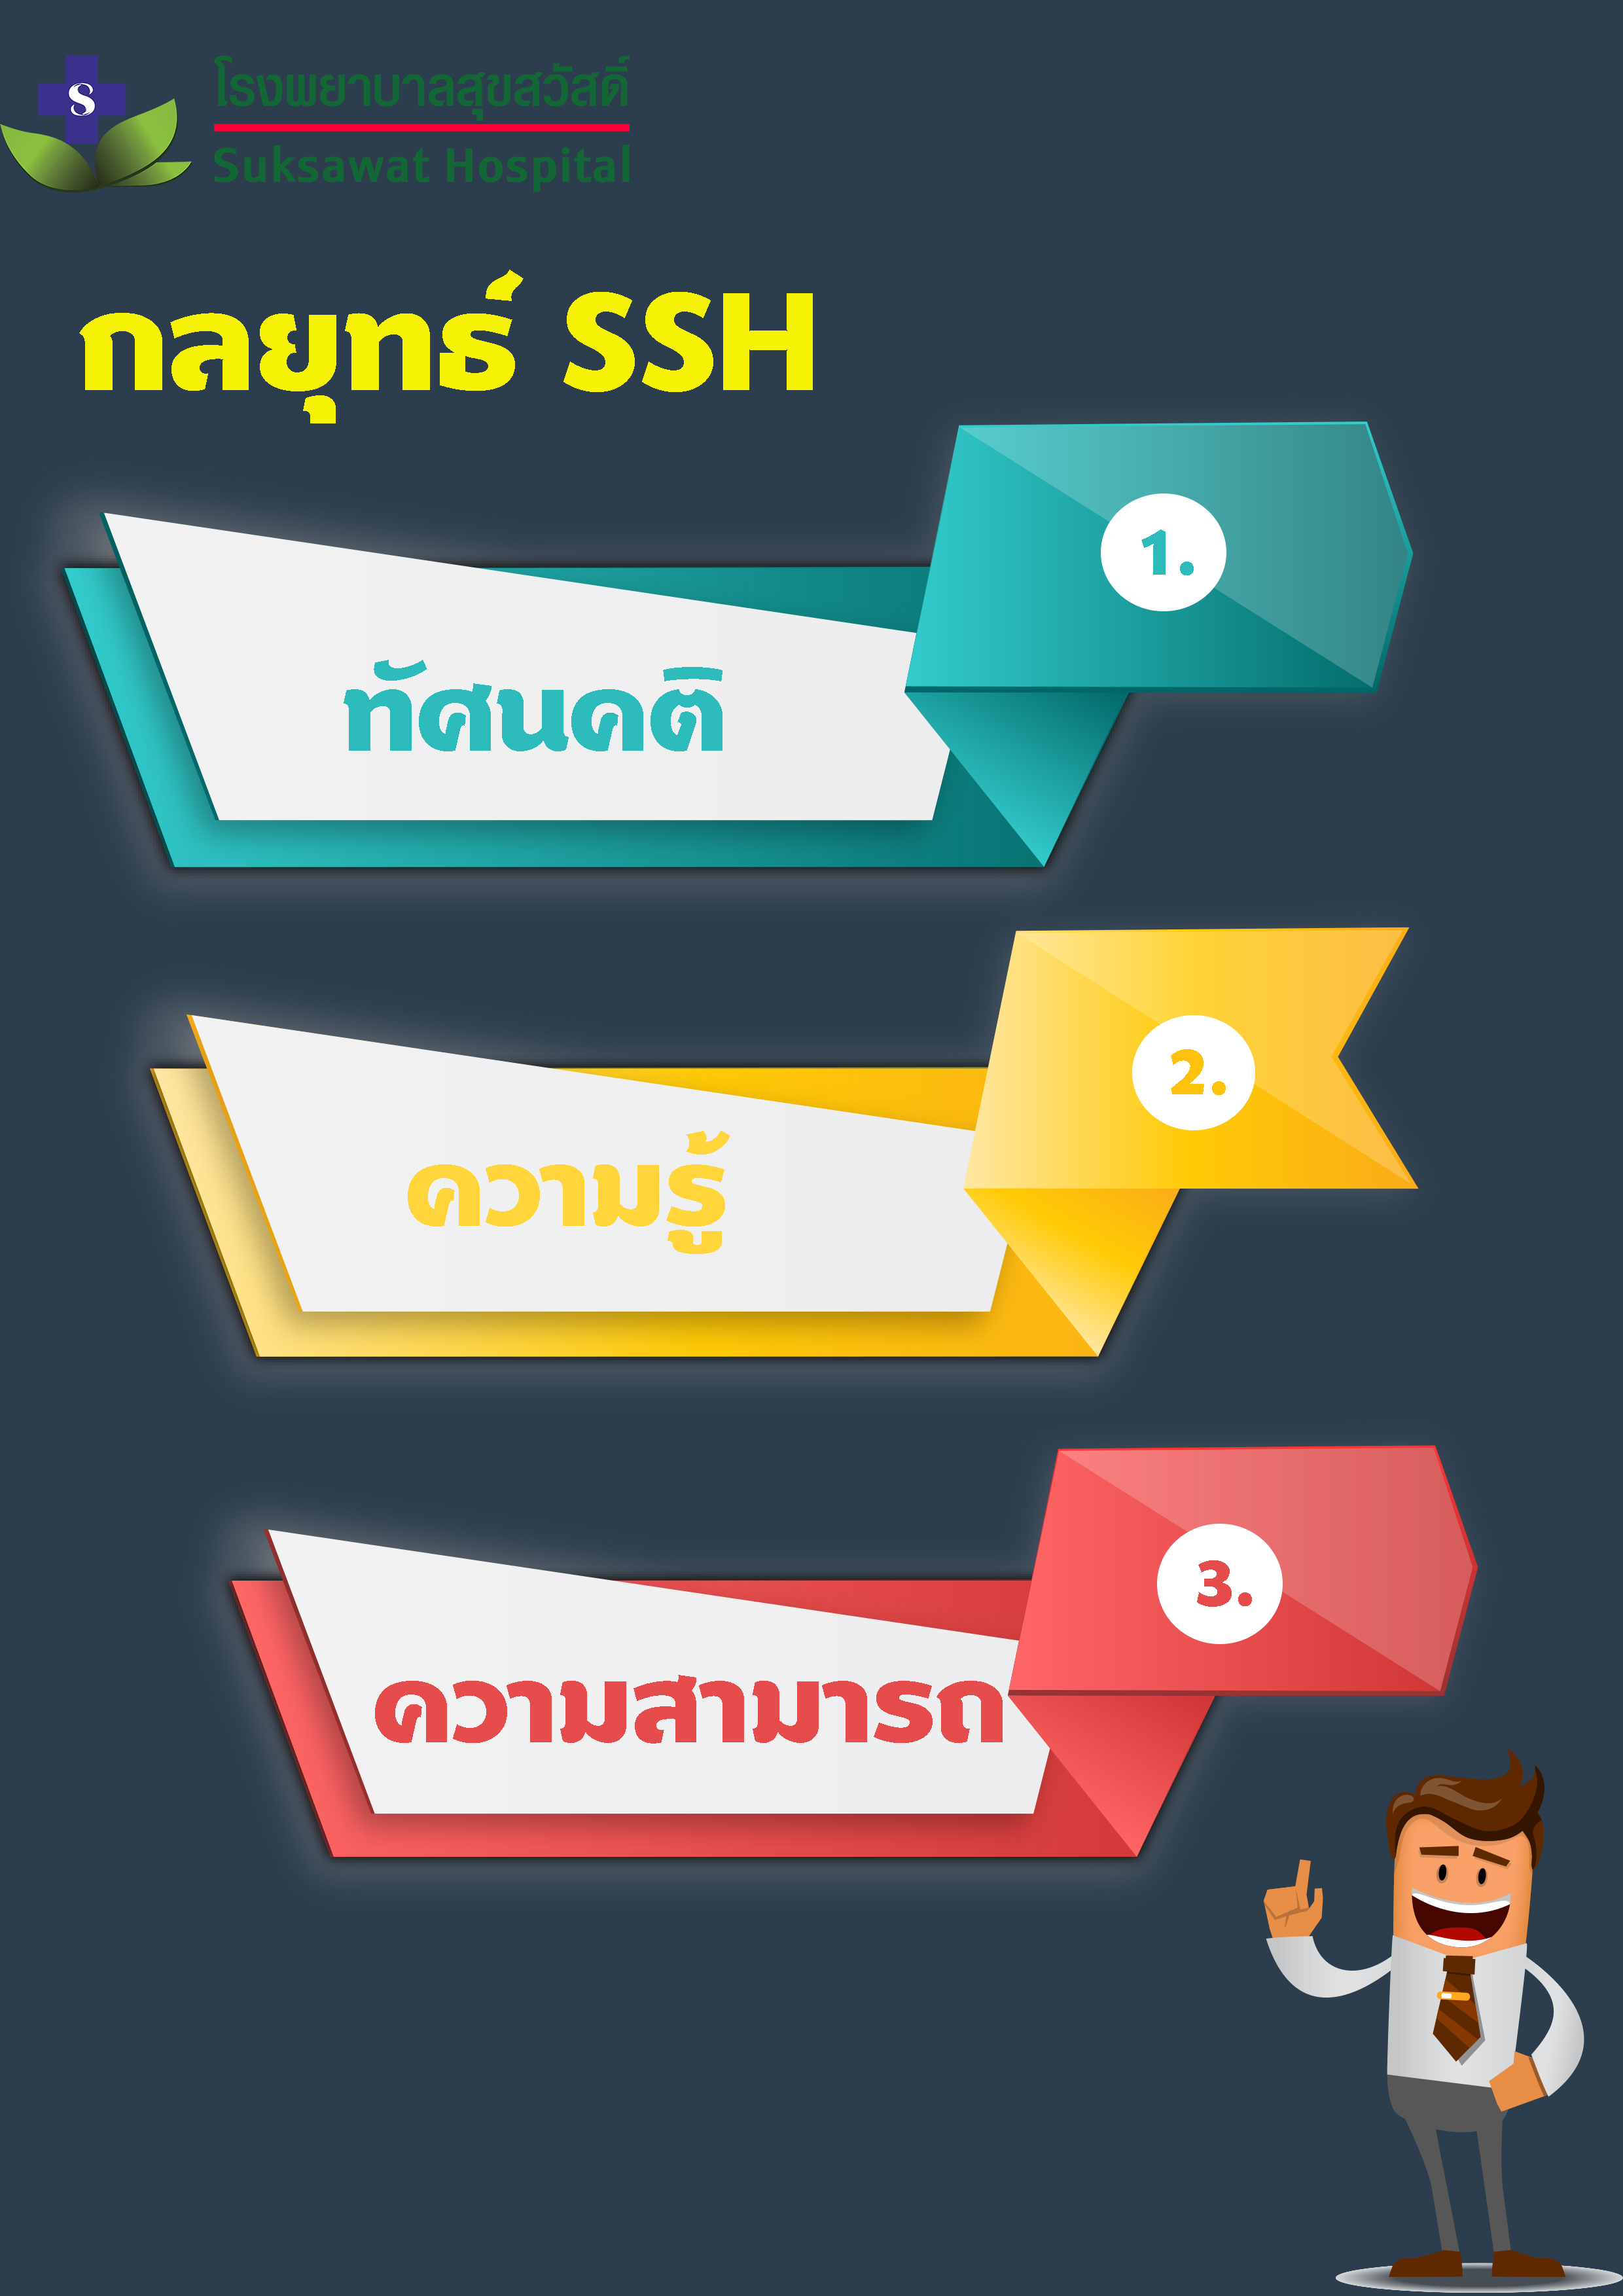 S
โรงพยาบาลสุขสวัสดิ์
Suksawat Hospital
กลยุทธ์ SSH
1.
ทัศนคติ
2.
ความรู้
3.
ความสามารถ